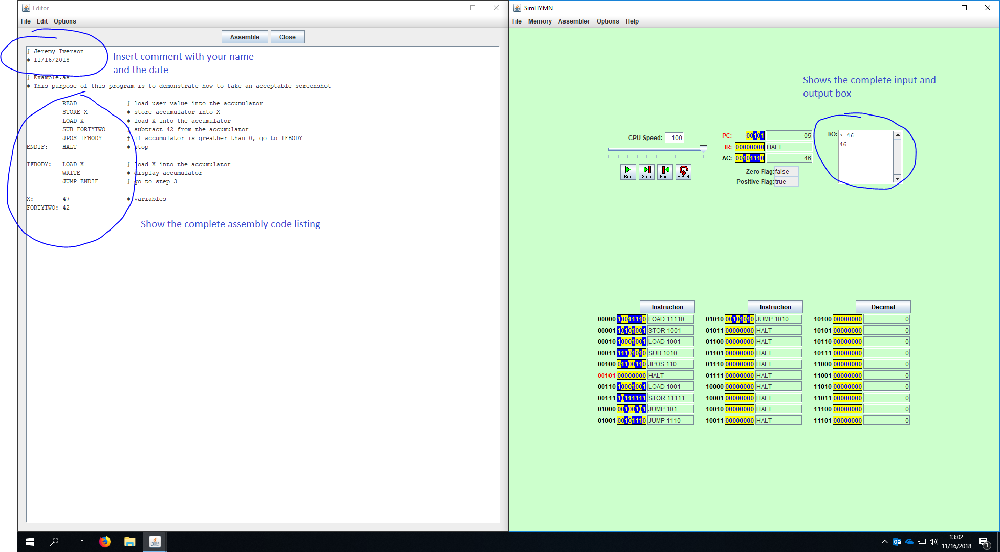 Editor
File Edit Options
Assemble Close
# Jeremy Iverson
# 11/16/2018
Insert comment with your name
and the date
# Example.as
# This purpose of this program is to demonstrate how to take an acceptable screenshot
READ # load user value into the accumulator
STORE X # store accumulator into X
LOAD X # load X into the accumulator
SUB FORTYTWO # subtract 42 from the accumulator
JPOS IFBODY # if accumulator is greather than 0, go to IFBODY
ENDIF: HALT # stop
IFBODY: LOAD X # load X into the accumulator
WRITE # display accumulator
JUMP ENDIF # go to step 3
X: 47 # variables
FORTYTWO: 42
Show the complete assembly code listing
SimHYMN
File Memory Assembler Options Help
Shows the complete input and
output box
CPU Speed: 100
Run Step Back Reset
PC: 00101 05
IR: 00000000 HALT
AC: 00101110 46
Zero Flag: false
Positive Flag: true
I/O: ? 46
46
Instruction Instruction Decimal
00000 10011110 LOAD 11110 01010 00101010 JUMP 1010 10100 00000000 0
00001 10101001 STOR 1001 01011 00000000 HALT 10101 00000000 0
00010 10001001 LOAD 1001 01100 00000000 HALT 10110 00000000 0
00011 11101010 SUB 1010 01101 00000000 HALT 10111 00000000 0
00100 01100110 JPOS 110 01110 00000000 HALT 11000 00000000 0
00101 00000000 HALT 01111 00000000 HALT 11001 00000000 0
00110 10001001 LOAD 1001 10000 00000000 HALT 11010 00000000 0
00111 10111111 STOR 11111 10001 00000000 HALT 11011 00000000 0
01000 00100101 JUMP 101 10010 00000000 HALT 11100 00000000 0
01001 00101110 JUMP 1110 10011 00000000 HALT 11101 00000000 0
13:02
11/16/2018
1